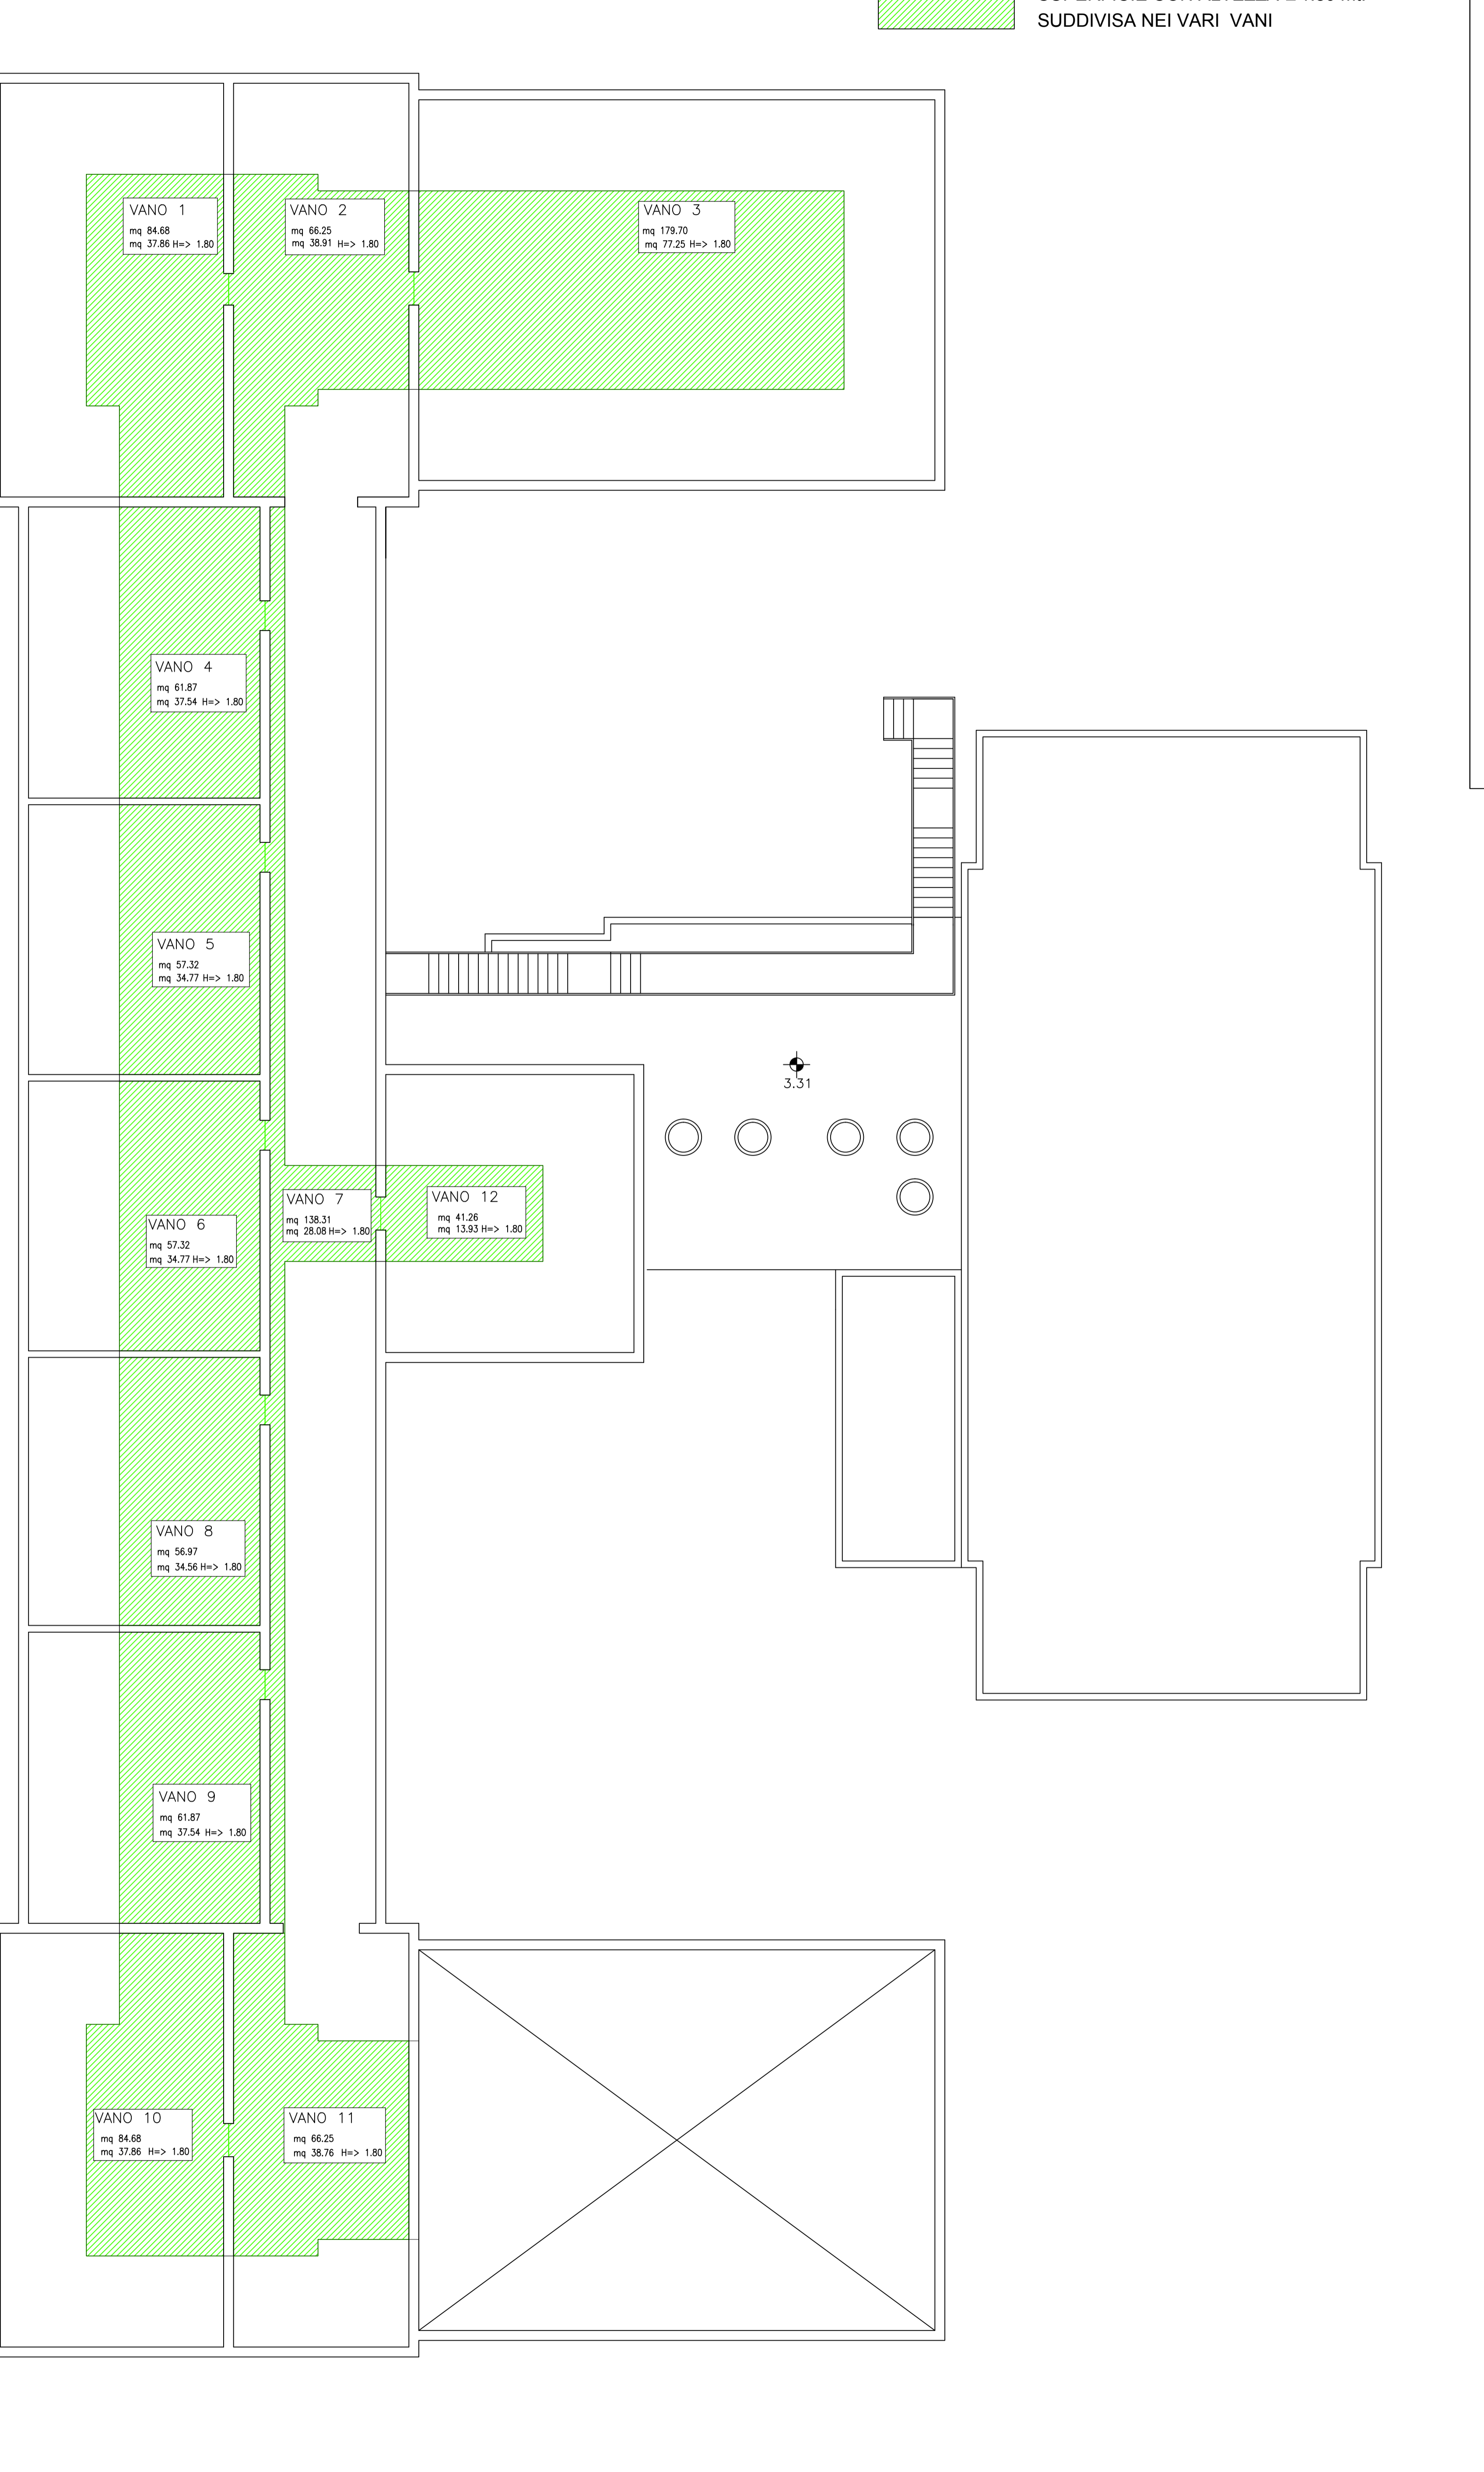 SUDDIVISA NEI VARI VANI
VANO 1
mq 84.68
mq 37.86 H=> 1.80
VANO 2
mq 66.25
mq 38.91 H=> 1.80
VANO 3
mq 179.70
mq 77.25 H=> 1.80
VANO 4
mq 61.87
mq 37.54 H=> 1.80
VANO 5
mq 57.32
mq 34.77 H=> 1.80
3.31
VANO 6
mq 57.32
mq 34.77 H=> 1.80
VANO 7
mq 138.31
mq 28.08 H=> 1.80
VANO 12
mq 41.26
mq 13.93 H=> 1.80
VANO 8
mq 56.97
mq 34.56 H=> 1.80
VANO 9
mq 61.87
mq 37.54 H=> 1.80
VANO 10
mq 84.68
mq 37.86 H=> 1.80
VANO 11
mq 66.25
mq 38.76 H=> 1.80